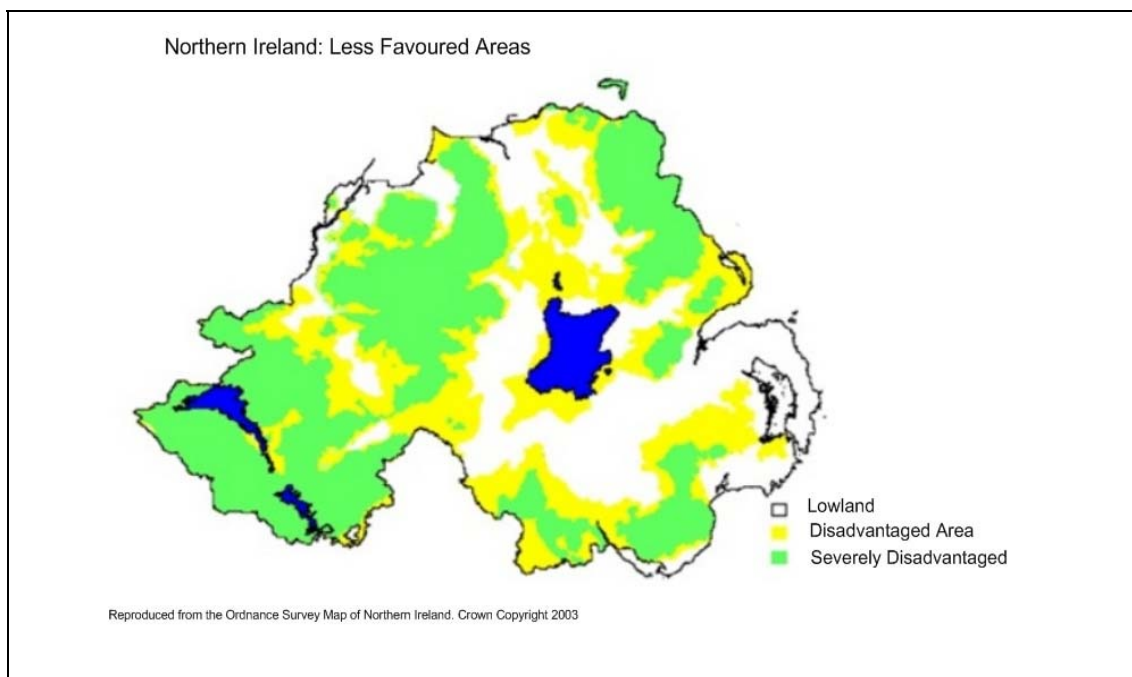 Northern Ireland: Less Favoured Areas
Lowland
Disadvantaged Area
Severely Disadvantaged
Reproduced from the Ordnance Survey Map of Northern Ireland. Crown Copyright 2003